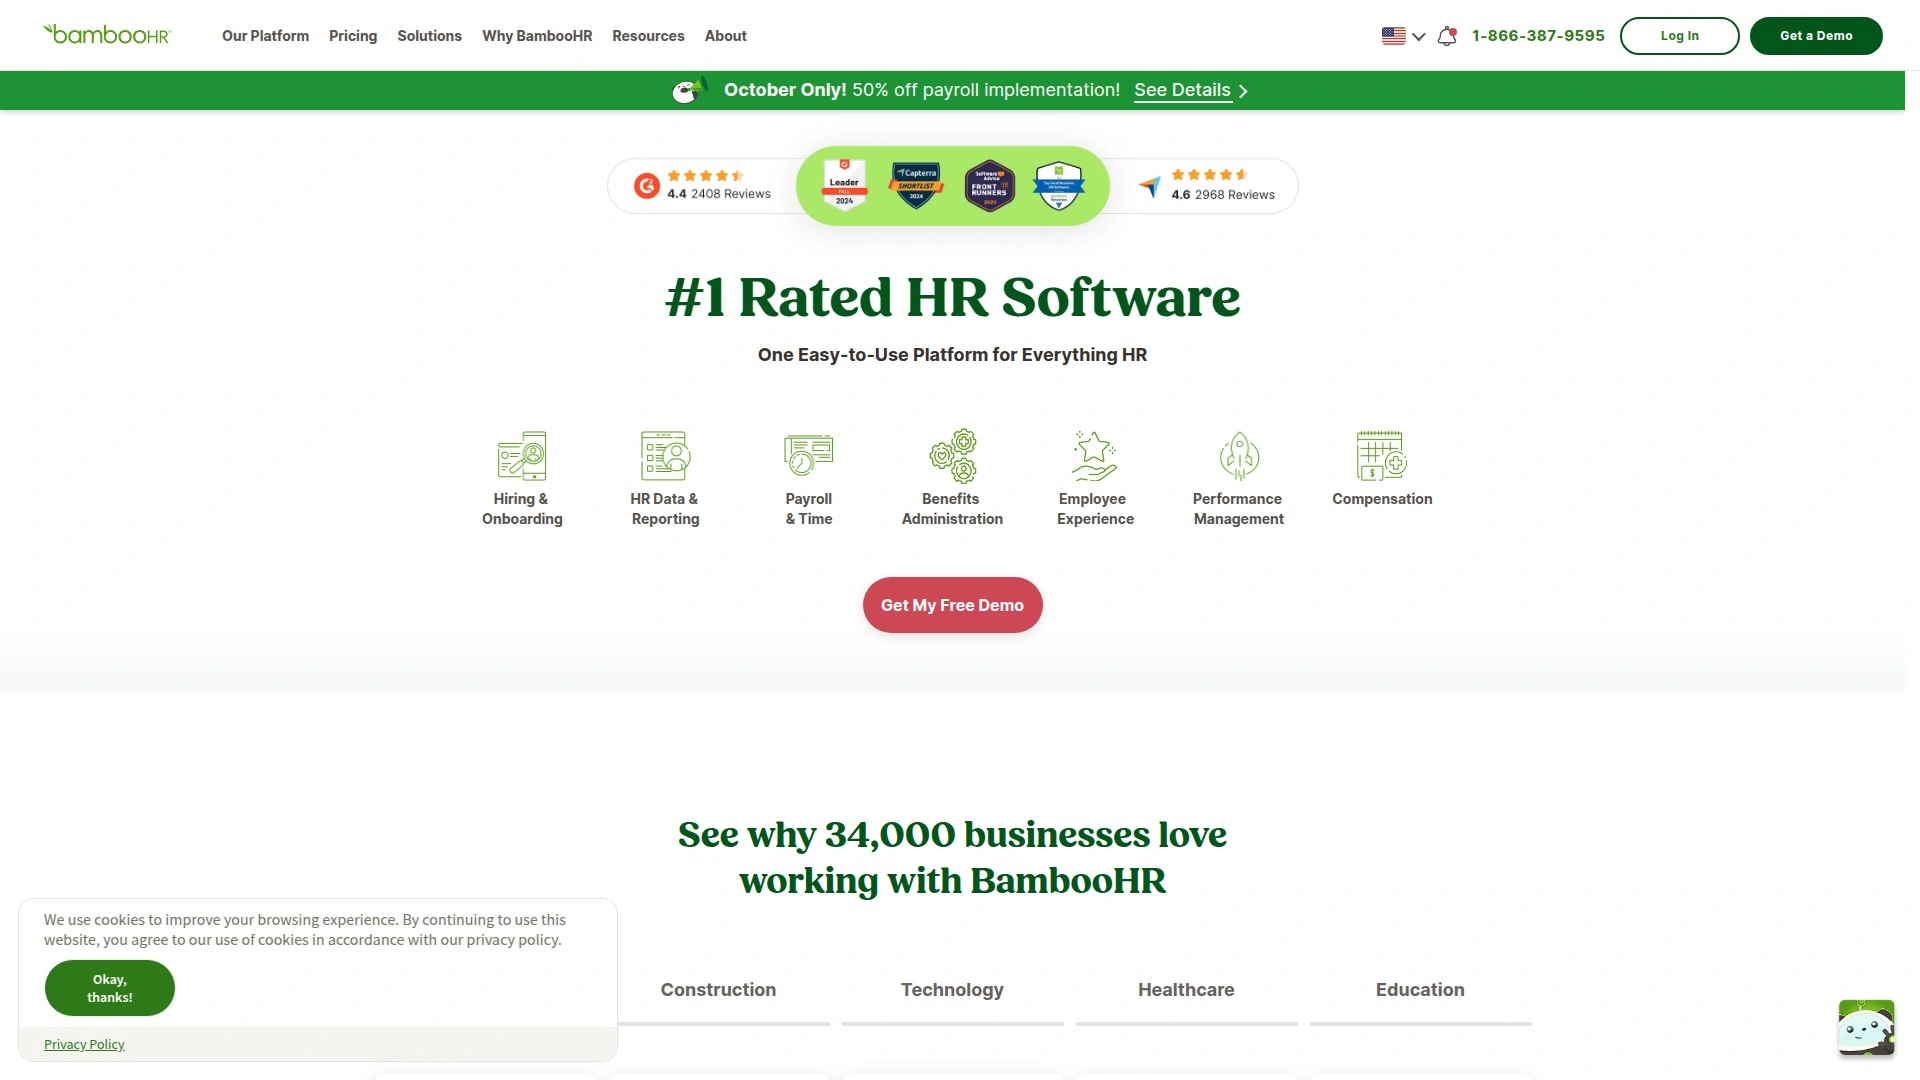 bambooHR®
Our Platform
Pricing
Solutions
Why BambooHR
Resources
About
1-866-387-9595
Log In
Get a Demo
October Only! 50% off payroll implementation! See Details
4.4 2408 Reviews
Leader
FALL
2024
Capterra
SHORTLIST
2024
Software Advice
FRONT
RUNNERS
2023
4.6 2968 Reviews
#1 Rated HR Software
One Easy-to-Use Platform for Everything HR
Hiring &
Onboarding
HR Data &
Reporting
Payroll
& Time
Benefits
Administration
Employee
Experience
Performance
Management
Compensation
Get My Free Demo
See why 34,000 businesses love
working with BambooHR
Construction
Technology
Healthcare
Education
We use cookies to improve your browsing experience. By continuing to use this
website, you agree to our use of cookies in accordance with our privacy policy.
Okay,
thanks!
Privacy Policy